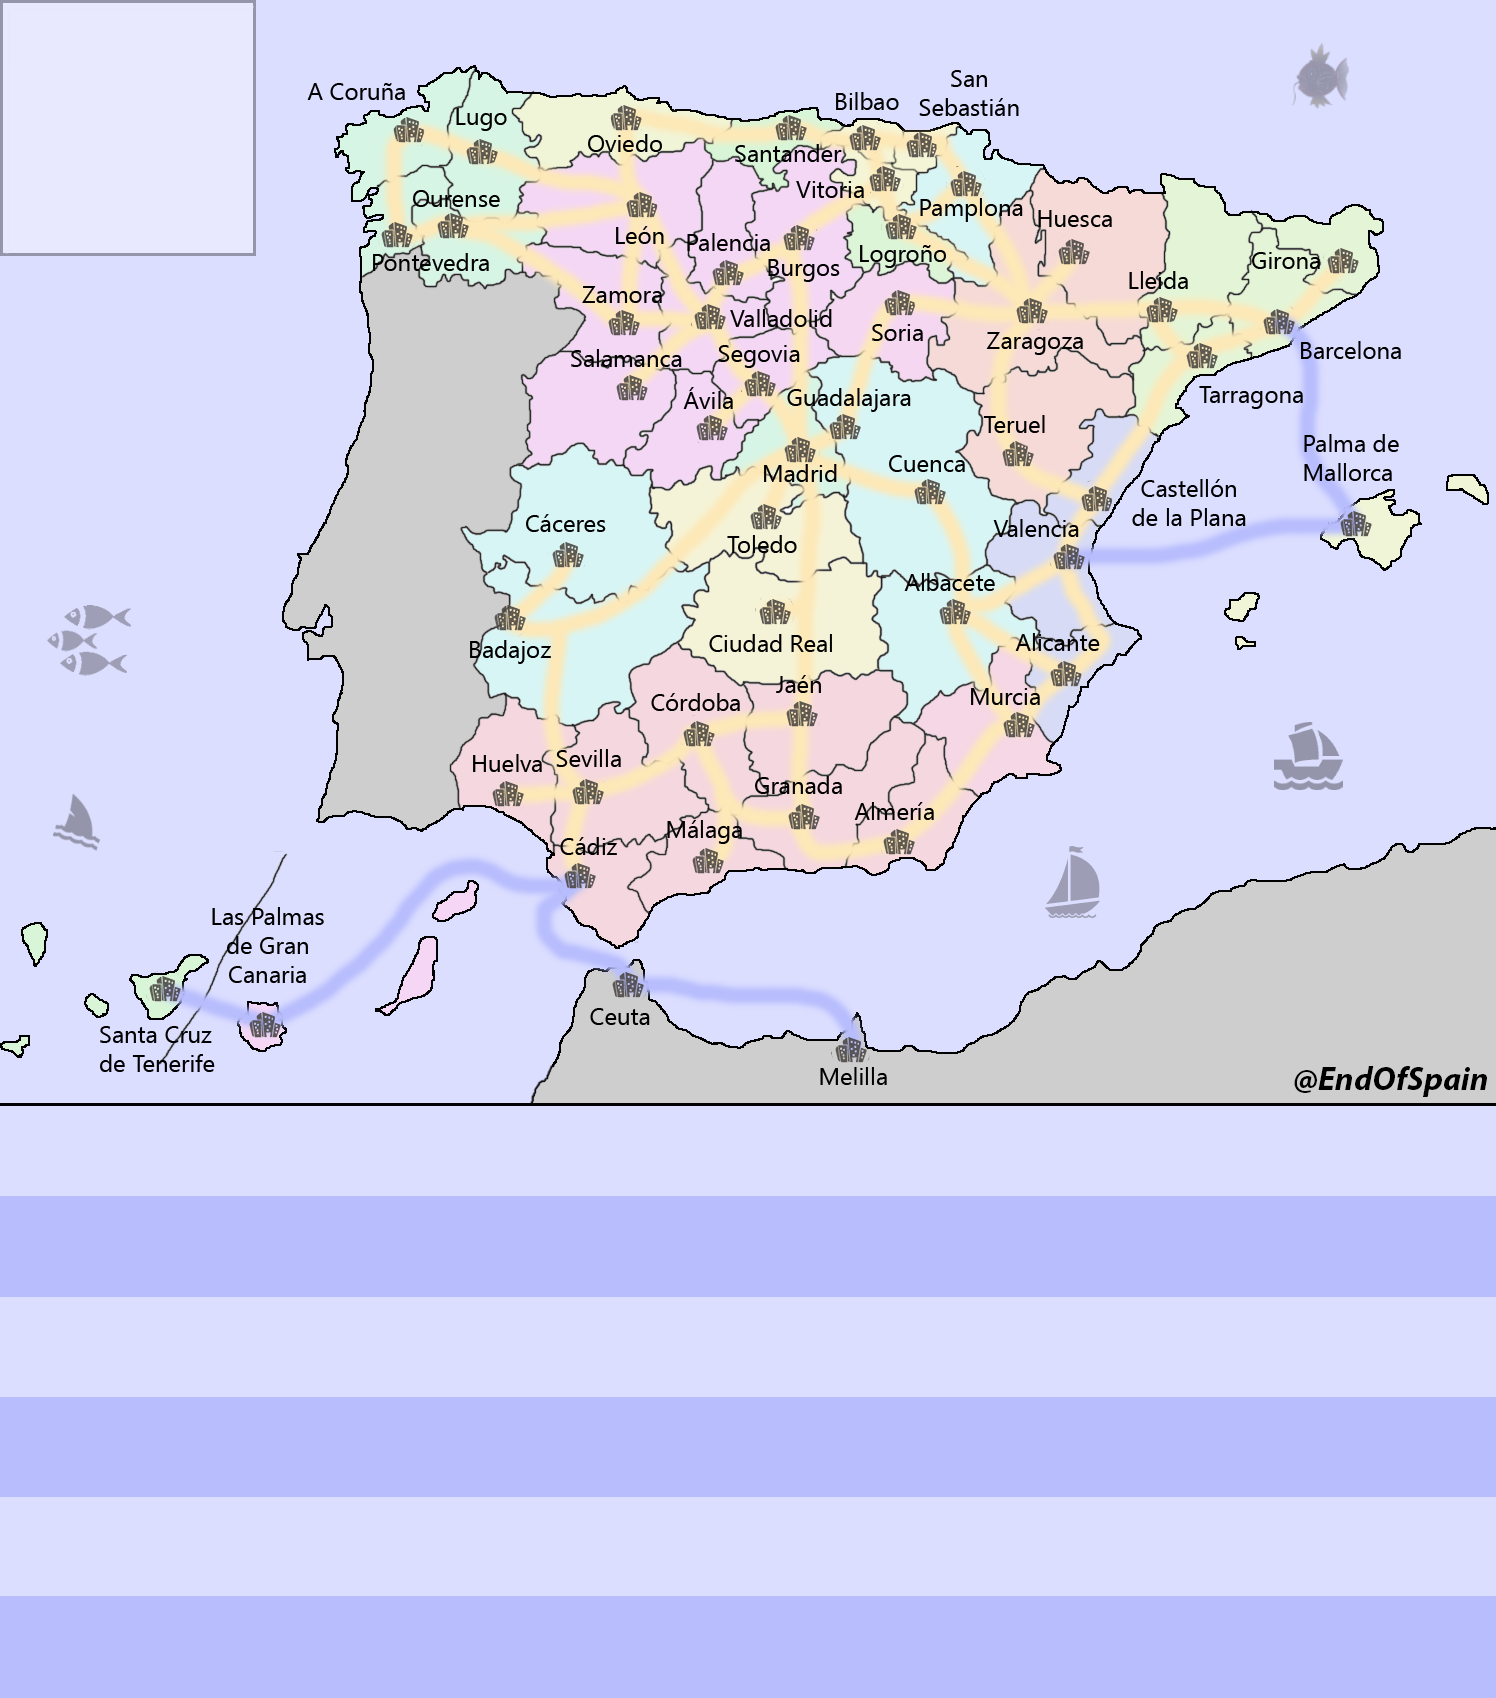 San
Sebastián
A Coruña
Bilbao
Lugo
Oviedo
Santander
Vitoria
Ourense
Pamplona
Huesca
León
Palencia
Logroño
Pontevedra
Burgos
Girona
Lleida
Zamora
Valladolid
Soria
Zaragoza
Barcelona
Salamanca
Segovia
Tarragona
Ávila
Guadalajara
Teruel
Palma de
Mallorca
Cuenca
Madrid
Castellón
de la Plana
Cáceres
Valencia
Toledo
Albacete
Badajoz
Ciudad Real
Alicante
Jaén
Murcia
Córdoba
Huelva
Sevilla
Granada
Almería
Málaga
Cádiz
Las Palmas
de Gran
Canaria
Ceuta
Santa Cruz
de Tenerife
Melilla
@EndOfSpain